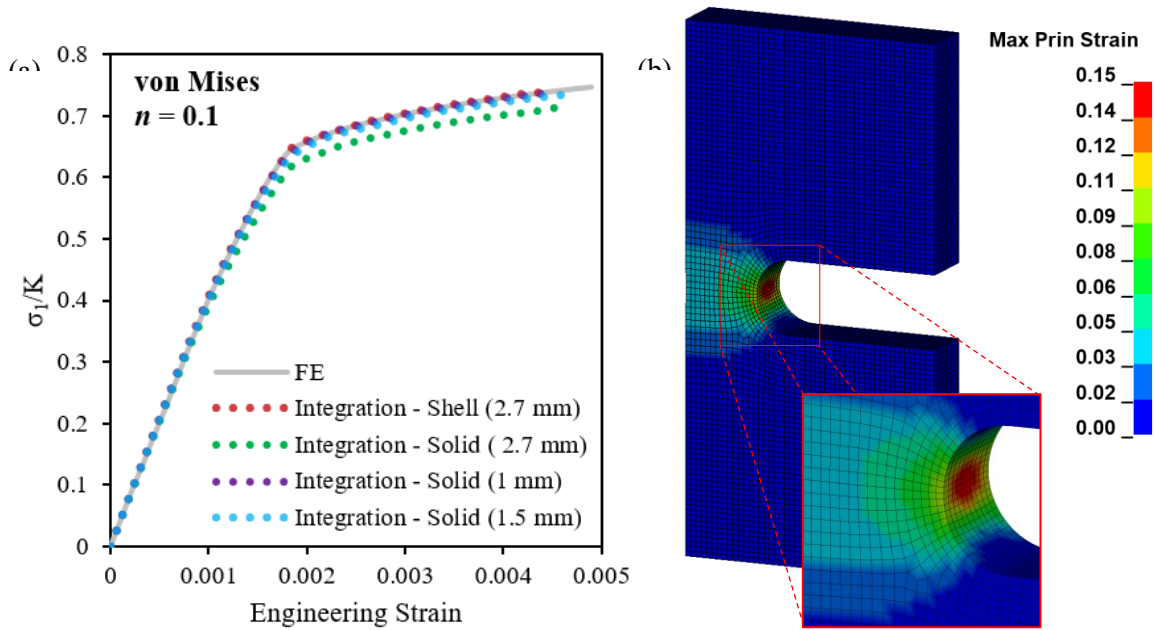 (a)
von Mises
n = 0.1
0.8
0.7
0.6
0.5
0.4
0.3
0.2
0.1
0
σ₁/K
FE
Integration - Shell (2.7 mm)
Integration - Solid (2.7 mm)
Integration - Solid (1 mm)
Integration - Solid (1.5 mm)
0 0.001 0.002 0.003 0.004 0.005
Engineering Strain
(b)
Max Prin Strain
0.15
0.14
0.12
0.11
0.09
0.08
0.06
0.05
0.03
0.02
0.00